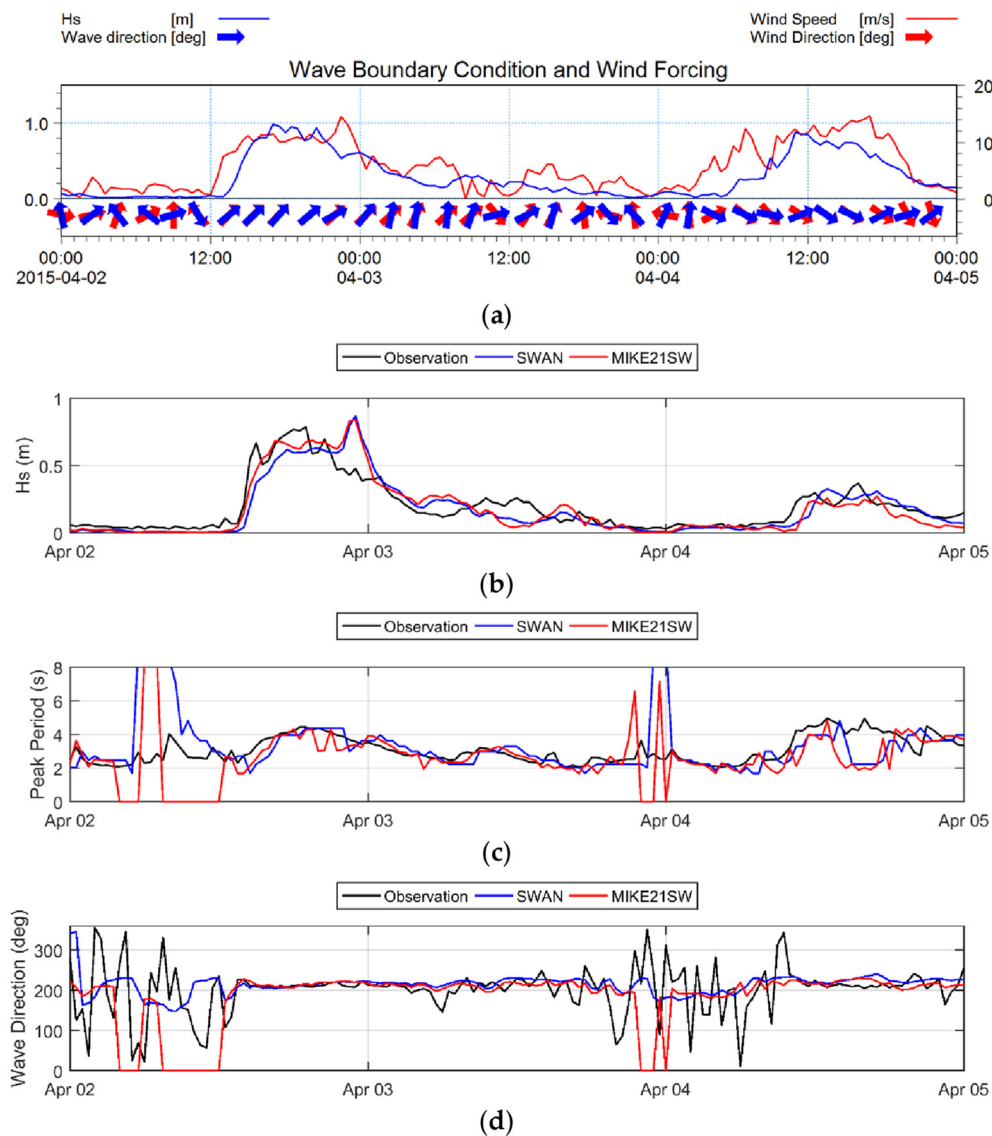 Hs [m] Wind Speed [m/s]
Wave direction [deg] Wind Direction [deg]
Wave Boundary Condition and Wind Forcing
20
1.0 10
0.0 0
00:00 12:00 00:00 12:00 00:00 12:00 00:00
2015-04-02 04-03 04-04 04-05
(a)
Observation SWAN MIKE21SW
1
Hs (m)
0.5
0
Apr 02 Apr 03 Apr 04 Apr 05
(b)
Observation SWAN MIKE21SW
8
Peak Period (s)
6
4
2
0
Apr 02 Apr 03 Apr 04 Apr 05
(c)
Observation SWAN MIKE21SW
Wave Direction (deg)
300
200
100
0
Apr 02 Apr 03 Apr 04 Apr 05
(d)